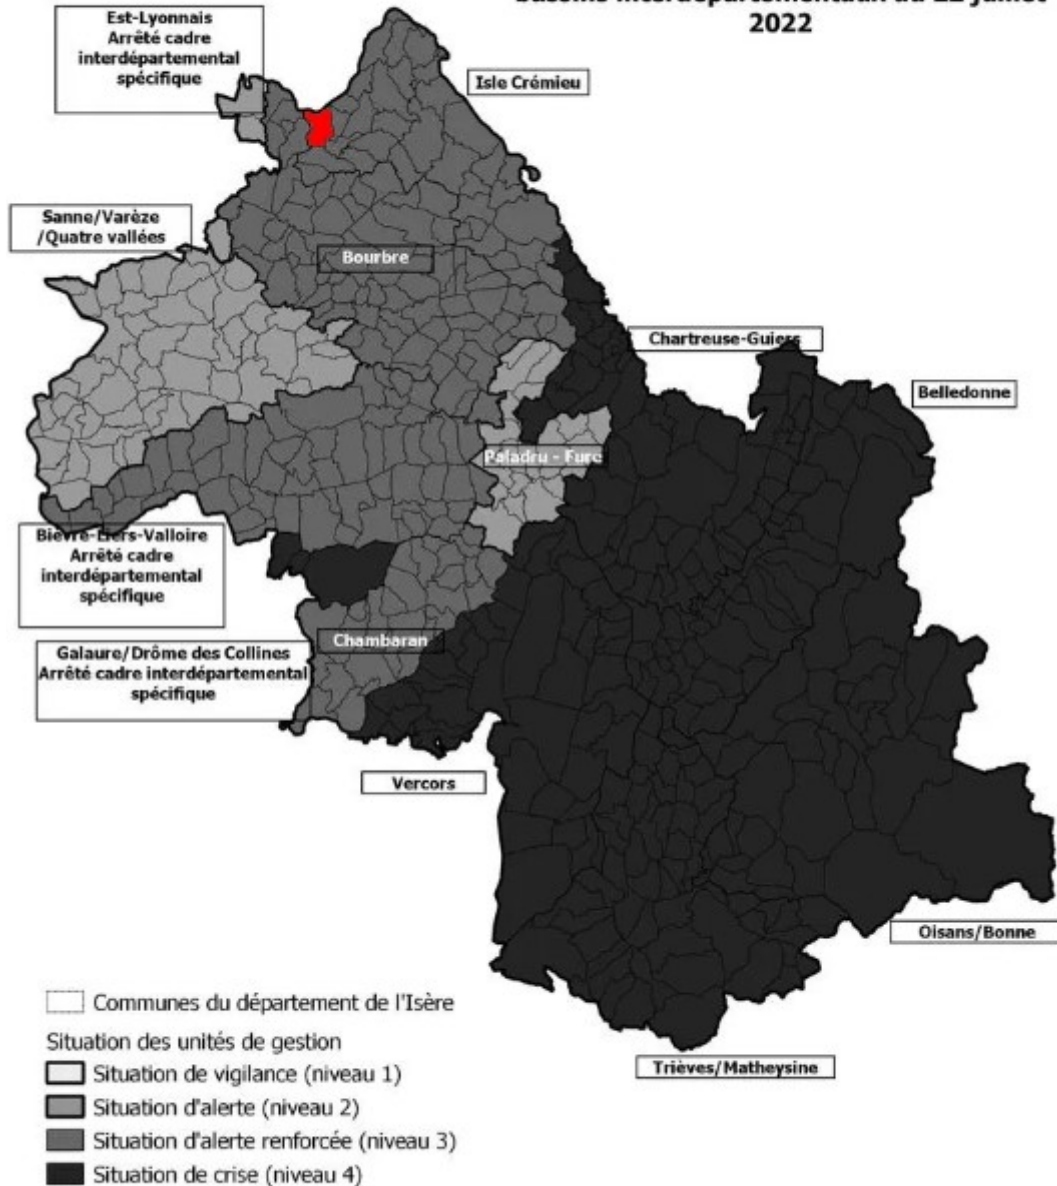 2022
Est-Lyonnais
Arrêté cadre
interdépartemental
spécifique
Isle Crémieu
Sanne/Varèze
/Quatre vallées
Bourbre
Chartreuse-Guiers
Belledonne
Paladru - Fure
Bièvre-Liers-Valloire
Arrêté cadre
interdépartemental
spécifique
Chambaran
Galaure/Drôme des Collines
Arrêté cadre interdépartemental
spécifique
Vercors
Oisans/Bonne
Trièves/Matheysine
Communes du département de l'Isère
Situation des unités de gestion
Situation de vigilance (niveau 1)
Situation d'alerte (niveau 2)
Situation d'alerte renforcée (niveau 3)
Situation de crise (niveau 4)